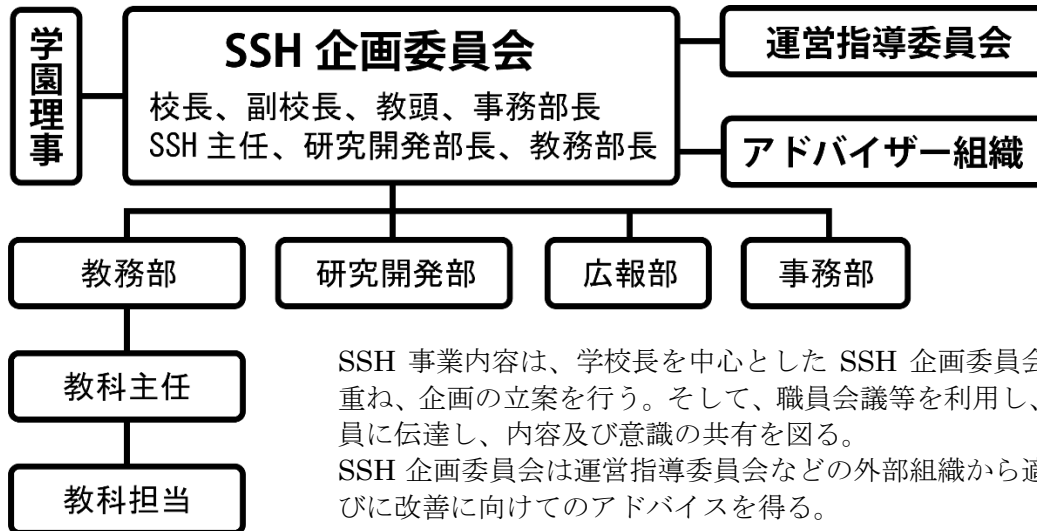 学園理事
SSH 企画委員会
校長、副校長、教頭、事務部長
SSH 主任、研究開発部長、教務部長
運営指導委員会
アドバイザー組織
教務部
研究開発部
広報部
事務部
教科主任
教科担当
SSH 事業内容は、学校長を中心とした SSH 企画委員会
重ね、企画の立案を行う。そして、職員会議等を利用し、
員に伝達し、内容及び意識の共有を図る。
SSH 企画委員会は運営指導委員会などの外部組織から適
びに改善に向けてのアドバイスを得る。